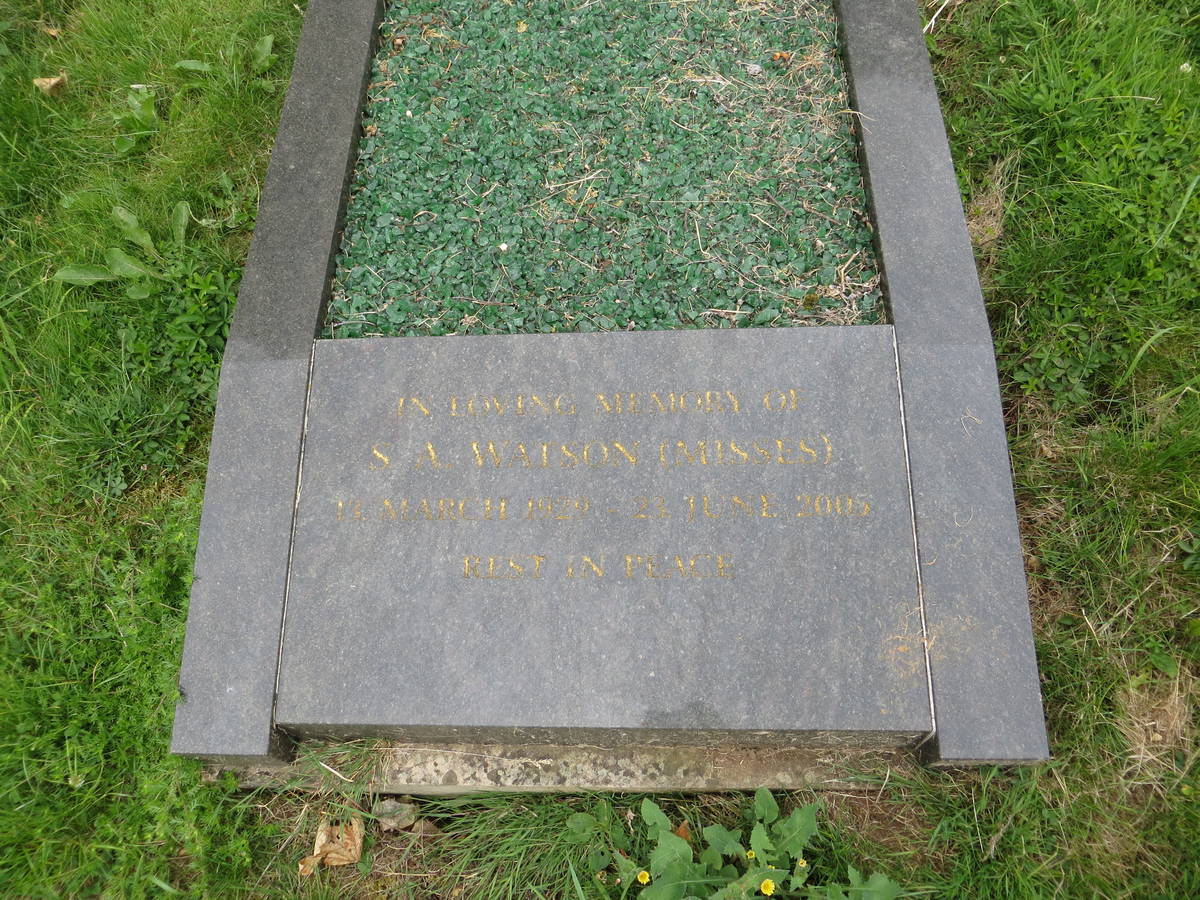 IN LOVING MEMORY OF
S. A. WATSON (MISSES)
13 MARCH 1929 - 23 JUNE 2005
REST IN PEACE